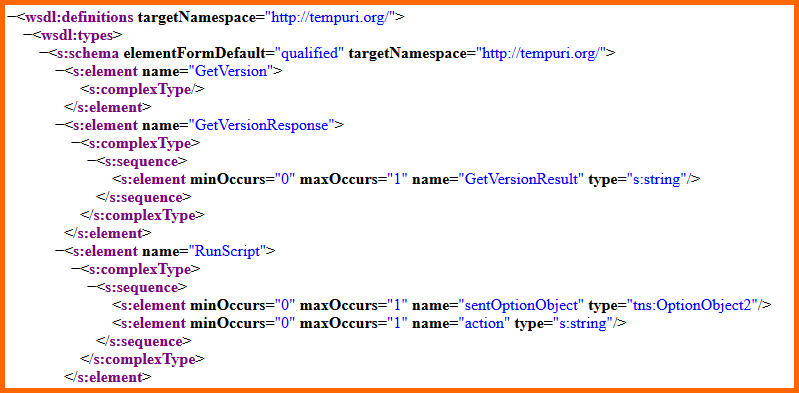 −<wsdl:definitions targetNamespace="http://tempuri.org/">
−<wsdl:types>
−<s:schema elementFormDefault="qualified" targetNamespace="http://tempuri.org/">
−<s:element name="GetVersion">
<s:complexType/>
</s:element>
−<s:element name="GetVersionResponse">
−<s:complexType>
−<s:sequence>
<s:element minOccurs="0" maxOccurs="1" name="GetVersionResult" type="s:string"/>
</s:sequence>
</s:complexType>
</s:element>
−<s:element name="RunScript">
−<s:complexType>
−<s:sequence>
<s:element minOccurs="0" maxOccurs="1" name="sentOptionObject" type="tns:OptionObject2"/>
<s:element minOccurs="0" maxOccurs="1" name="action" type="s:string"/>
</s:sequence>
</s:complexType>
</s:element>